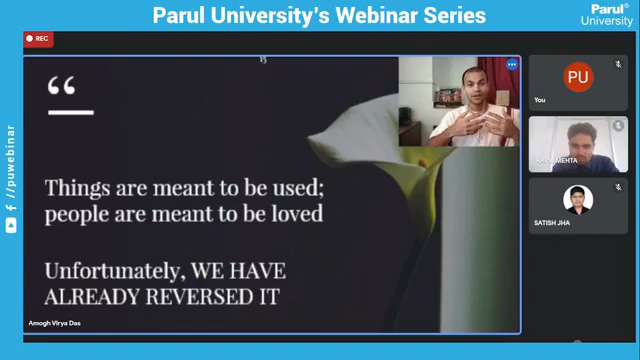 Parul University's Webinar Series
Parul®
University
REC
15
“
Things are meant to be used;
people are meant to be loved
Unfortunately, WE HAVE
ALREADY REVERSED IT
Amogh Virya Das
PU
You
MEHTA
SATISH JHA
//puwebinar